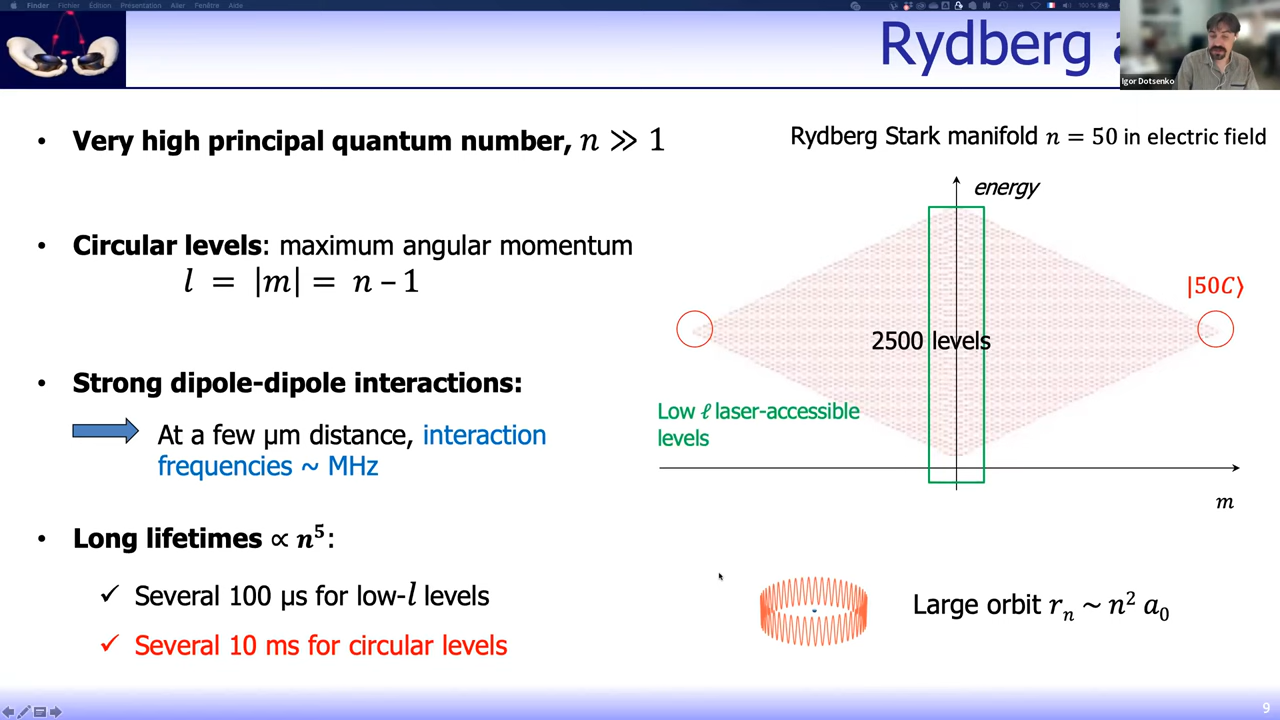 Finder Fichier Édition Présentation Aller Fenêtre Aide
100 %
Rydberg
Igor Dotsenko
• Very high principal quantum number, n ≫ 1
Rydberg Stark manifold n = 50 in electric field
energy
• Circular levels: maximum angular momentum
l = |m| = n – 1
|50C⟩
2500 levels
• Strong dipole-dipole interactions:
Low ℓ laser-accessible
levels
At a few µm distance, interaction
frequencies ~ MHz
m
• Long lifetimes ∝ n⁵:
✓ Several 100 µs for low-l levels
Large orbit rₙ ~ n² a₀
✓ Several 10 ms for circular levels
9